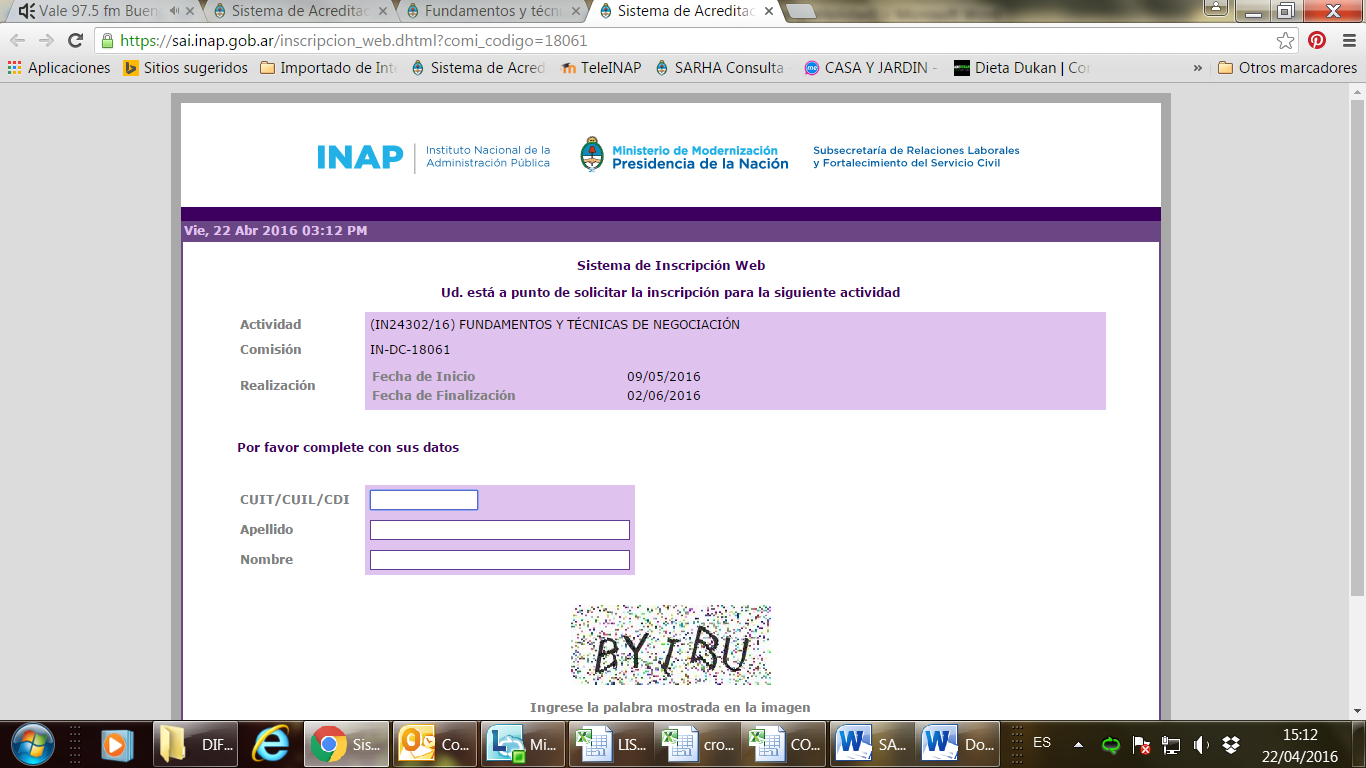 Vale 97.5 fm Buen
Sistema de Acreditac
Fundamentos y técni
Sistema de Acreditac
https://sai.inap.gob.ar/inscripcion_web.dhtml?comi_codigo=18061
Aplicaciones
Sitios sugeridos
Importado de Int
Sistema de Acred
TeleINAP
SARHA Consulta
CASA Y JARDIN -
Dieta Dukan | Cor
»
Otros marcadores
INAP
Instituto Nacional de la
Administración Pública
Ministerio de Modernización
Presidencia de la Nación
Subsecretaría de Relaciones Laborales
y Fortalecimiento del Servicio Civil
Vie, 22 Abr 2016 03:12 PM
Sistema de Inscripción Web
Ud. está a punto de solicitar la inscripción para la siguiente actividad
Actividad (IN24302/16) FUNDAMENTOS Y TÉCNICAS DE NEGOCIACIÓN
Comisión IN-DC-18061
Realización
Fecha de Inicio 09/05/2016
Fecha de Finalización 02/06/2016
Por favor complete con sus datos
CUIT/CUIL/CDI
Apellido
Nombre
BYIBU
Ingrese la palabra mostrada en la imagen
DIF...
Sis...
Co...
Mi...
LIS...
cro...
CO...
SA...
Do...
ES
15:12
22/04/2016